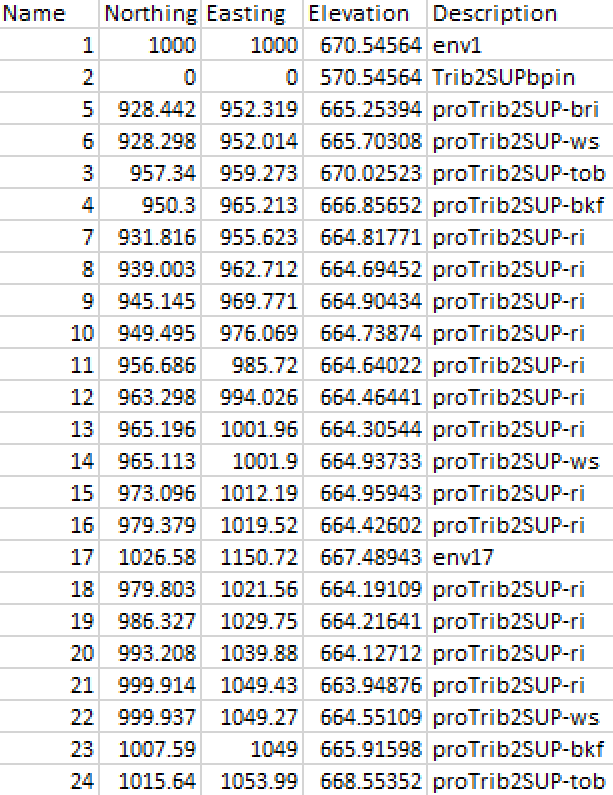 Name Northing Easting Elevation Description
1 1000 1000 670.54564 env1
2 0 0 570.54564 Trib2SUPbpin
5 928.442 952.319 665.25394 proTrib2SUP-bri
6 928.298 952.014 665.70308 proTrib2SUP-ws
3 957.34 959.273 670.02523 proTrib2SUP-tob
4 950.3 965.213 666.85652 proTrib2SUP-bkf
7 931.816 955.623 664.81771 proTrib2SUP-ri
8 939.003 962.712 664.69452 proTrib2SUP-ri
9 945.145 969.771 664.90434 proTrib2SUP-ri
10 949.495 976.069 664.73874 proTrib2SUP-ri
11 956.686 985.72 664.64022 proTrib2SUP-ri
12 963.298 994.026 664.46441 proTrib2SUP-ri
13 965.196 1001.96 664.30544 proTrib2SUP-ri
14 965.113 1001.9 664.93733 proTrib2SUP-ws
15 973.096 1012.19 664.95943 proTrib2SUP-ri
16 979.379 1019.52 664.42602 proTrib2SUP-ri
17 1026.58 1150.72 667.48943 env17
18 979.803 1021.56 664.19109 proTrib2SUP-ri
19 986.327 1029.75 664.21641 proTrib2SUP-ri
20 993.208 1039.88 664.12712 proTrib2SUP-ri
21 999.914 1049.43 663.94876 proTrib2SUP-ri
22 999.937 1049.27 664.55109 proTrib2SUP-ws
23 1007.59 1049 665.91598 proTrib2SUP-bkf
24 1015.64 1053.99 668.55352 proTrib2SUP-tob